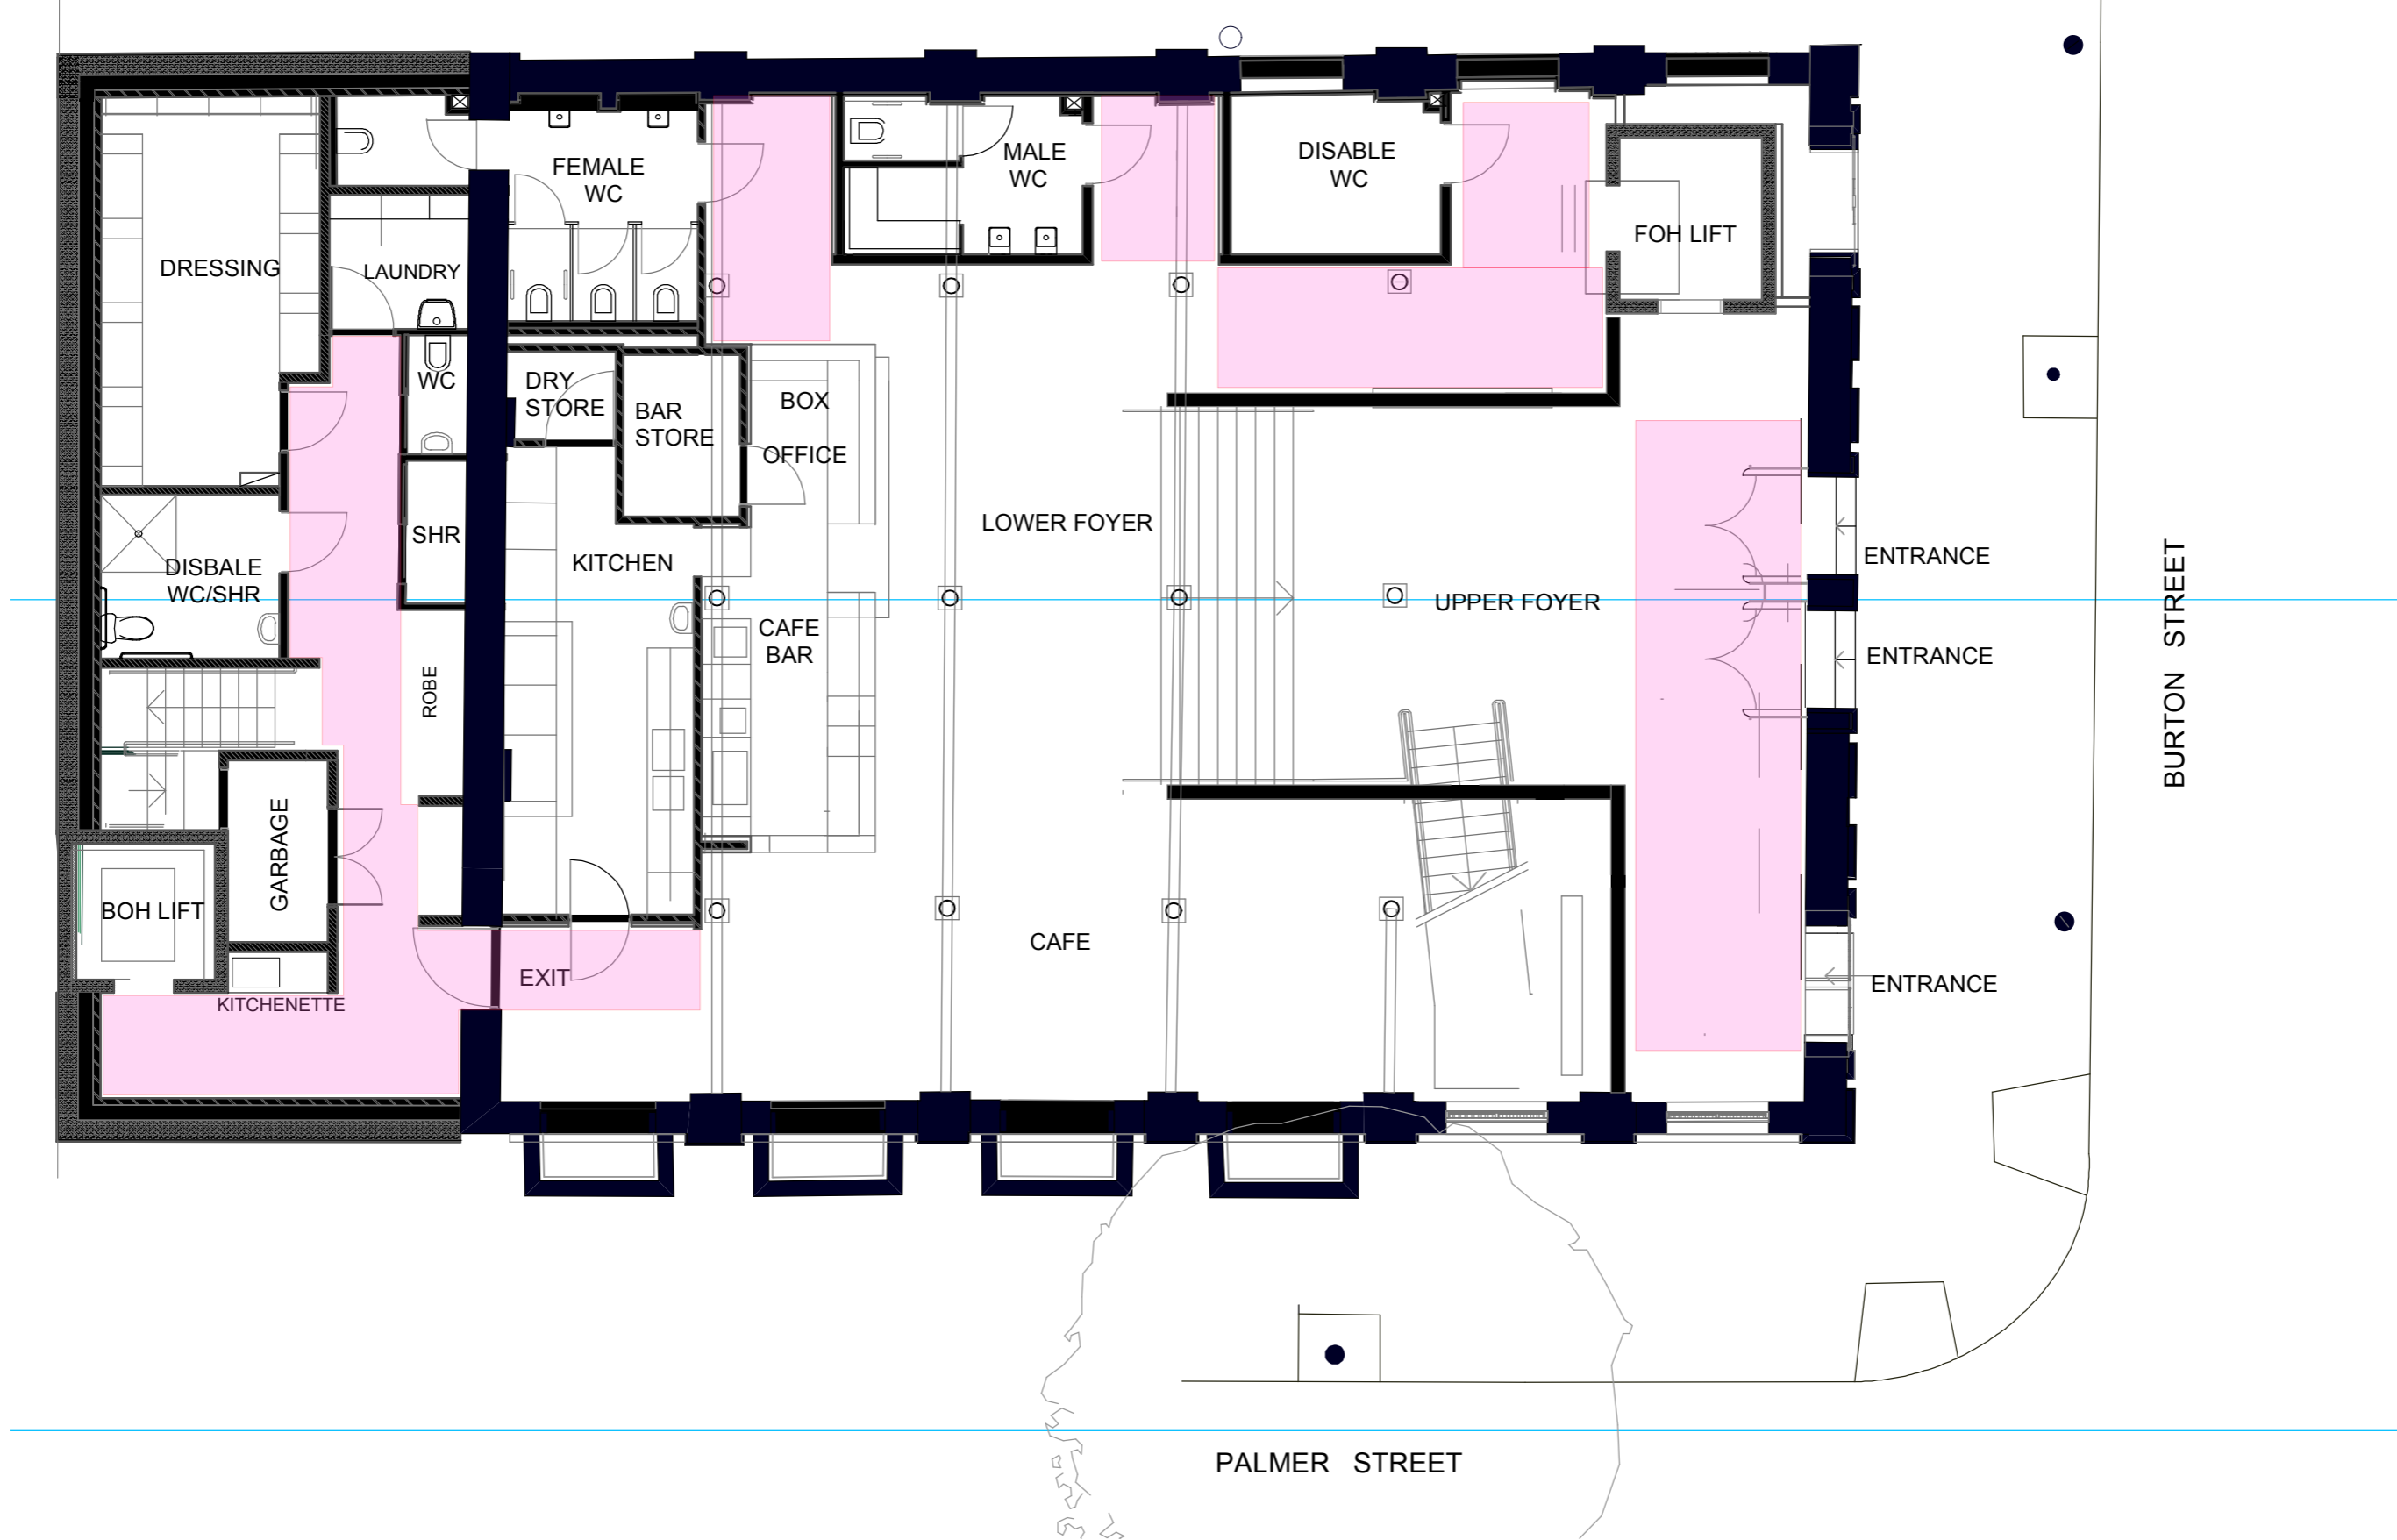 FEMALE
WC
MALE
WC
DISABLE
WC
FOH LIFT
DRESSING
LAUNDRY
WC
DRY
STORE
BAR
STORE
BOX
OFFICE
LOWER FOYER
SHR
KITCHEN
DISBALE
WC/SHR
UPPER FOYER
ENTRANCE
CAFE
BAR
ENTRANCE
ROBE
BURTON STREET
GARBAGE
BOH LIFT
CAFE
EXIT
KITCHENETTE
ENTRANCE
PALMER STREET